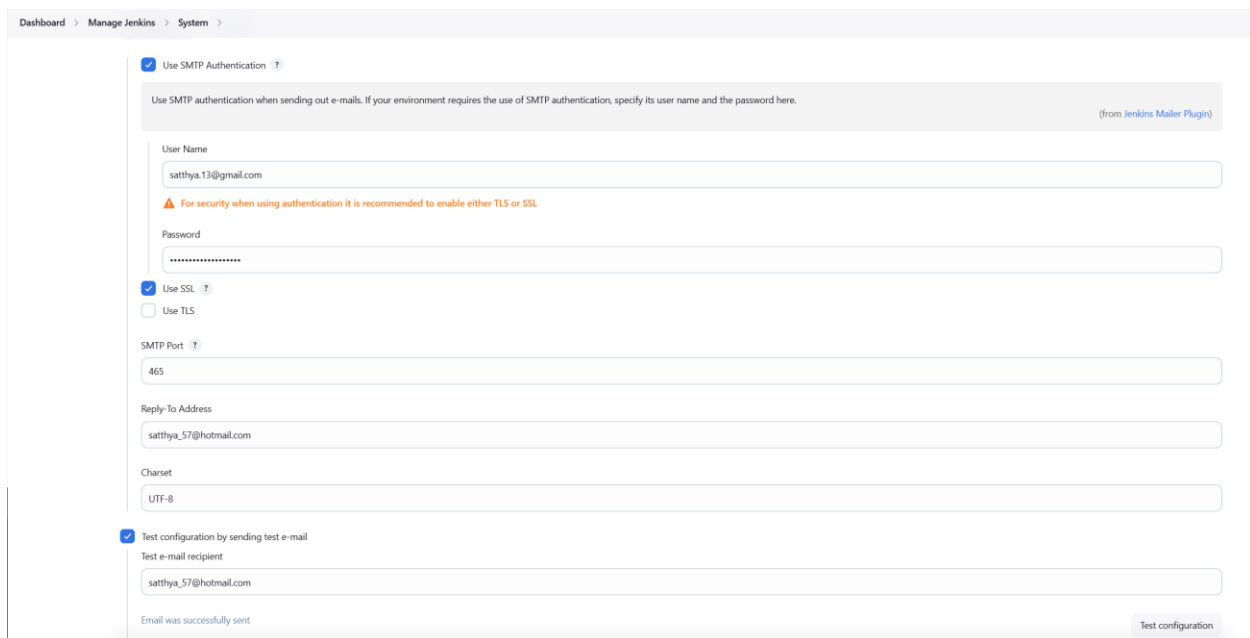 Dashboard > Manage Jenkins > System >
Use SMTP Authentication ?
Use SMTP authentication when sending out e-mails. If your environment requires the use of SMTP authentication, specify its user name and the password here.
(from Jenkins Mailer Plugin)
User Name
satthya.13@gmail.com
For security when using authentication it is recommended to enable either TLS or SSL
Password
••••••••••••••••••
Use SSL ?
Use TLS
SMTP Port ?
465
Reply-To Address
satthya_57@hotmail.com
Charset
UTF-8
Test configuration by sending test e-mail
Test e-mail recipient
satthya_57@hotmail.com
Email was successfully sent
Test configuration